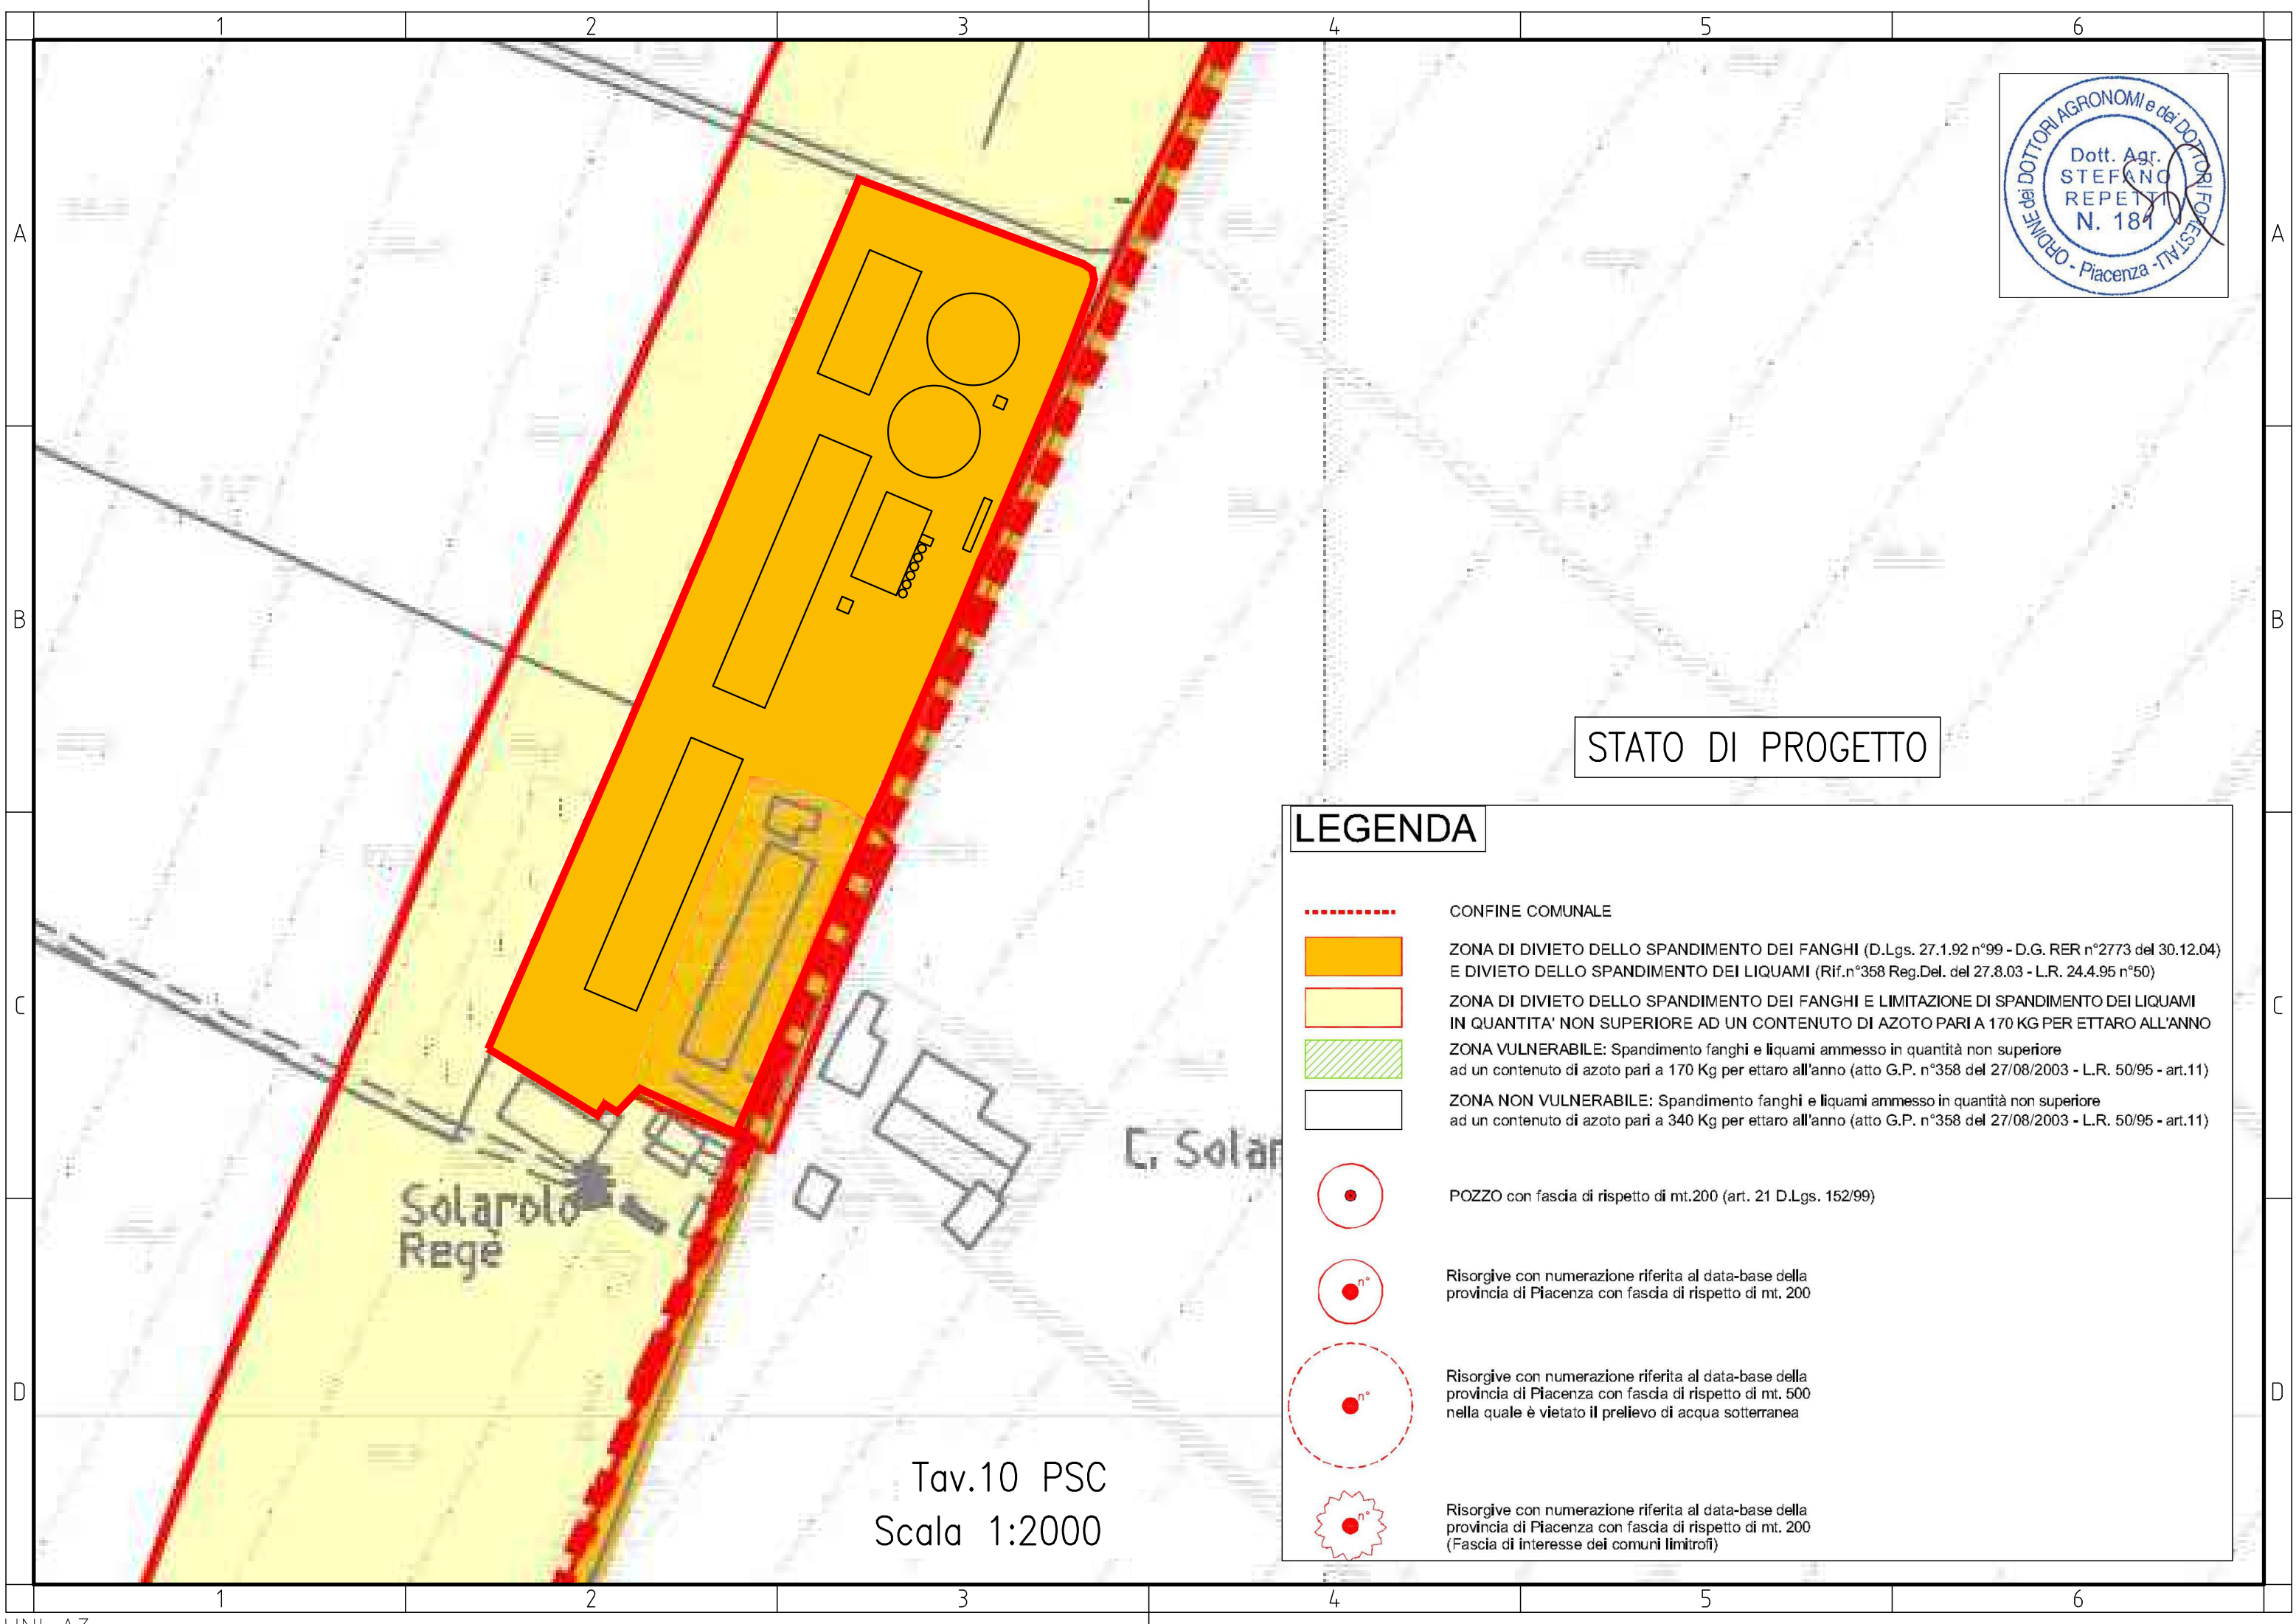 1 2 3 4 5 6
A
A
ORDINE dei DOTTORI AGRONOMI e dei DOTTORI FORESTALI - Piacenza -
Dott. Agr.
STEFANO
REPETTI
N. 181
B
B
STATO DI PROGETTO
LEGENDA
CONFINE COMUNALE
ZONA DI DIVIETO DELLO SPANDIMENTO DEI FANGHI (D.Lgs. 27.1.92 n°99 - D.G. RER n°2773 del 30.12.04)
E DIVIETO DELLO SPANDIMENTO DEI LIQUAMI (Rif.n°358 Reg.Del. del 27.8.03 - L.R. 24.4.95 n°50)
ZONA DI DIVIETO DELLO SPANDIMENTO DEI FANGHI E LIMITAZIONE DI SPANDIMENTO DEI LIQUAMI
IN QUANTITA' NON SUPERIORE AD UN CONTENUTO DI AZOTO PARI A 170 KG PER ETTARO ALL'ANNO
ZONA VULNERABILE: Spandimento fanghi e liquami ammesso in quantità non superiore
ad un contenuto di azoto pari a 170 Kg per ettaro all'anno (atto G.P. n°358 del 27/08/2003 - L.R. 50/95 - art.11)
ZONA NON VULNERABILE: Spandimento fanghi e liquami ammesso in quantità non superiore
ad un contenuto di azoto pari a 340 Kg per ettaro all'anno (atto G.P. n°358 del 27/08/2003 - L.R. 50/95 - art.11)
POZZO con fascia di rispetto di mt.200 (art. 21 D.Lgs. 152/99)
n°
Risorgive con numerazione riferita al data-base della
provincia di Piacenza con fascia di rispetto di mt. 200
n°
Risorgive con numerazione riferita al data-base della
provincia di Piacenza con fascia di rispetto di mt. 500
nella quale è vietato il prelievo di acqua sotterranea
n°
Risorgive con numerazione riferita al data-base della
provincia di Piacenza con fascia di rispetto di mt. 200
(Fascia di interesse dei comuni limitrofi)
C
C
C. Solar
Solarolo
Regè
D
D
Tav.10 PSC
Scala 1:2000
1 2 3 4 5 6